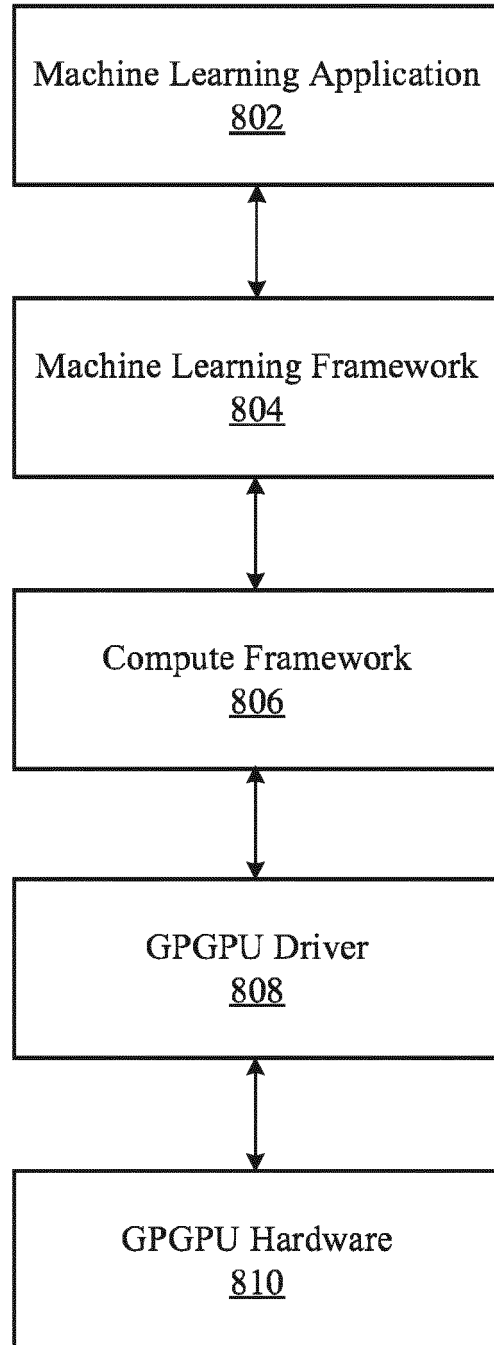 Machine Learning Application
802
Machine Learning Framework
804
Compute Framework
806
GPGPU Driver
808
GPGPU Hardware
810